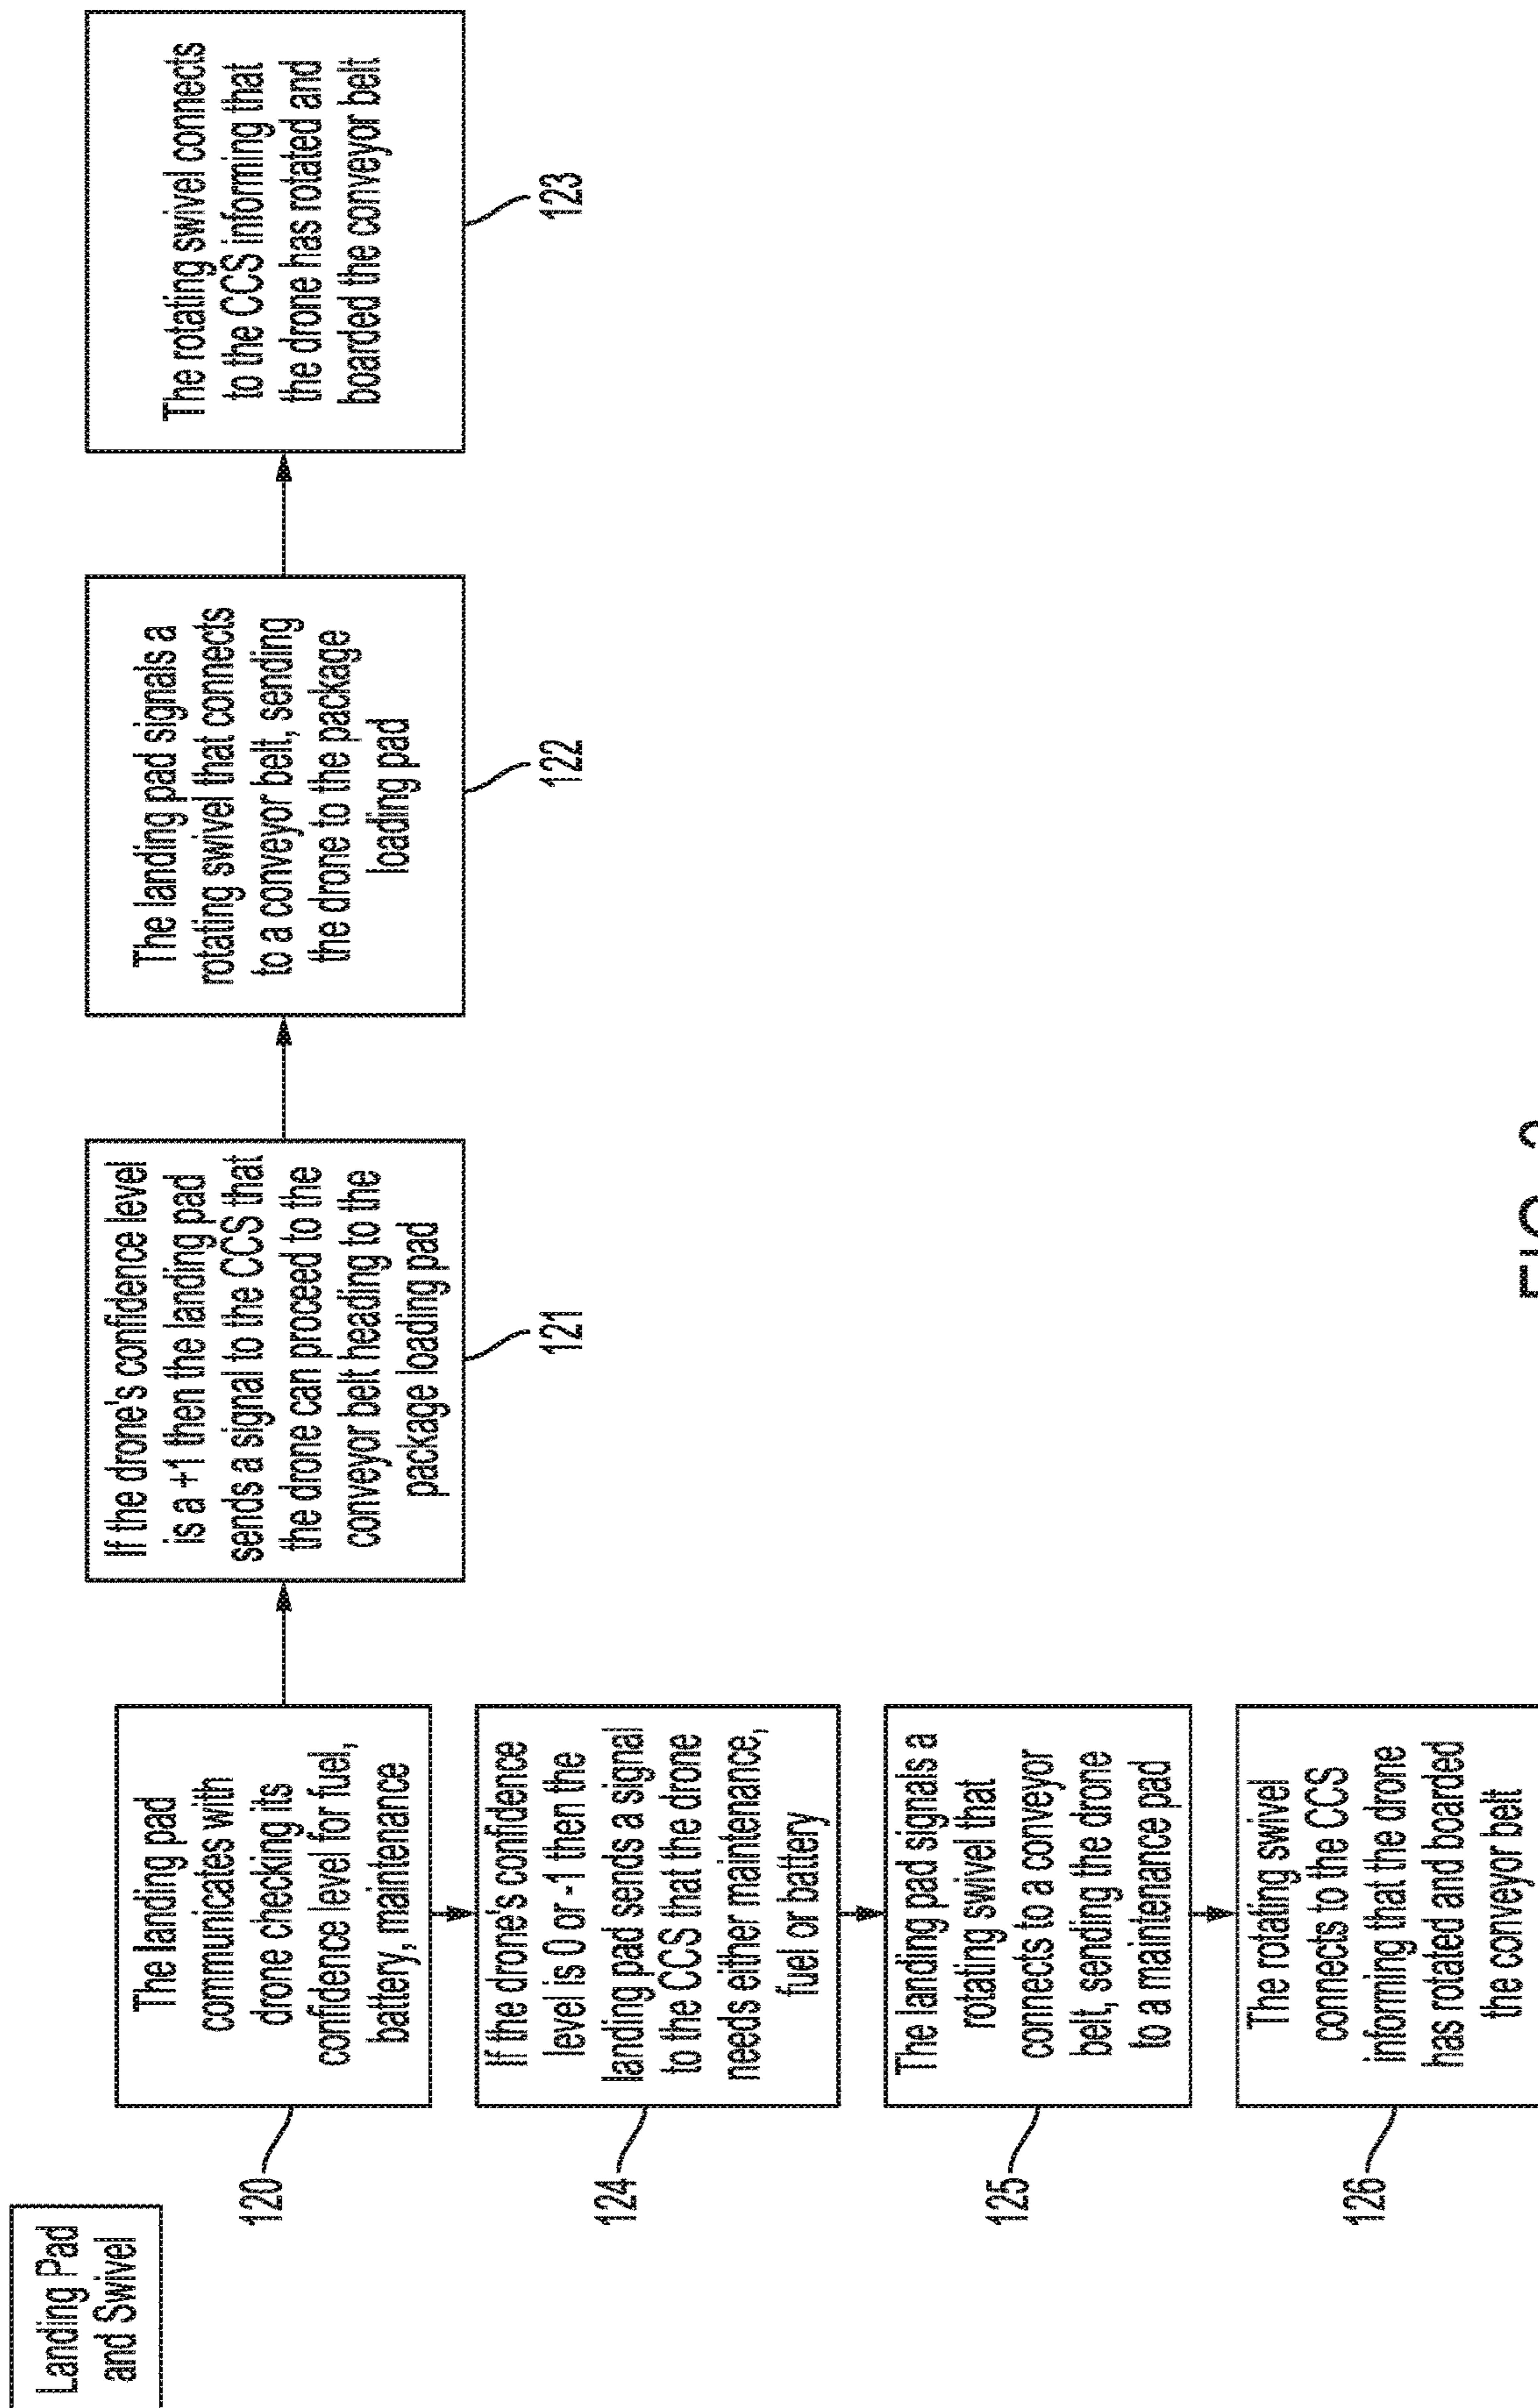 Landing Pad
and Swivel
120
The landing pad
communicates with
drone checking its
confidence level for fuel,
battery, maintenance
If the drone's confidence level
is a +1 then the landing pad
sends a signal to the CCS that
the drone can proceed to the
conveyor belt heading to the
package loading pad
121
The landing pad signals a
rotating swivel that connects
to a conveyor belt, sending
the drone to the package
loading pad
122
The rotating swivel connects
to the CCS informing that
the drone has rotated and
boarded the conveyor belt
123
124
If the drone's confidence
level is 0 or -1 then the
landing pad sends a signal
to the CCS that the drone
needs either maintenance,
fuel or battery
125
The landing pad signals a
rotating swivel that
connects to a conveyor
belt, sending the drone
to a maintenance pad
126
The rotating swivel
connects to the CCS
informing that the drone
has rotated and boarded
the conveyor belt